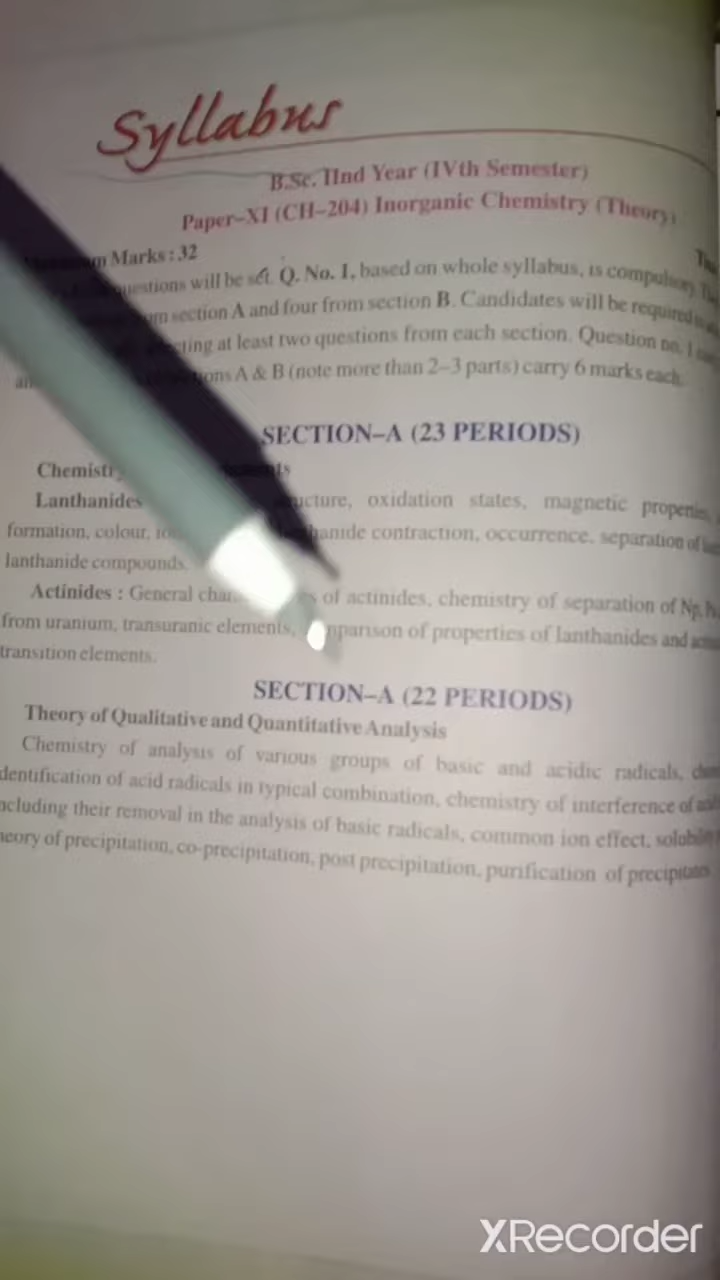 Syllabus
B.Sc. IInd Year (IVth Semester)
Paper–XI (CH–204) Inorganic Chemistry (Theory)
Marks : 32
will be set. Q. No. 1, based on whole syllabus, is compulsory.
section A and four from section B. Candidates will be required
at least two questions from each section. Question no. 1
A & B (note more than 2–3 parts) carry 6 marks each.
SECTION–A (23 PERIODS)
Lanthanides oxidation states, magnetic
formation, colour, contraction, occurrence, separation of
lanthanide compounds.
Actinides : General of actinides, chemistry of separation of Np,
from uranium, transuranic elements, of properties of lanthanides and
transition elements.
SECTION–A (22 PERIODS)
Theory of Qualitative and Quantitative Analysis
Chemistry of analysis of various groups of basic and acidic radicals,
of acid radicals in typical combination, chemistry of interference of
their removal in the analysis of basic radicals, common ion effect,
of precipitation, co-precipitation, post precipitation, purification of
XRecorder